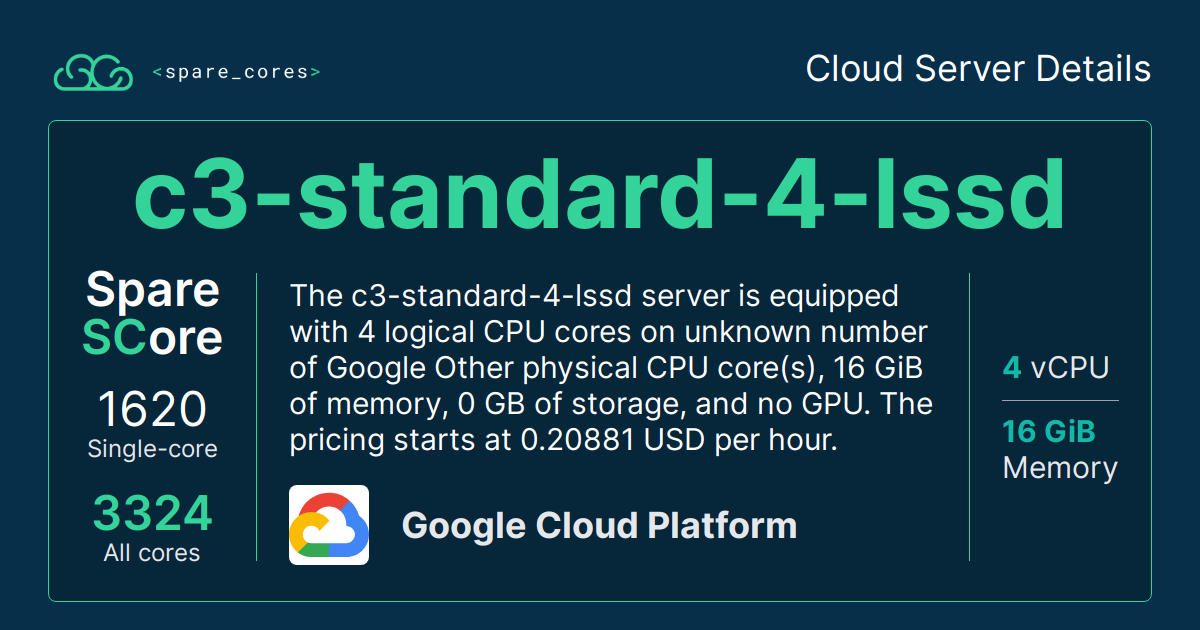 <spare_cores>
Cloud Server Details
c3-standard-4-lssd
Spare
SCore
1620
Single-core
3324
All cores
The c3-standard-4-lssd server is equipped
with 4 logical CPU cores on unknown number
of Google Other physical CPU core(s), 16 GiB
of memory, 0 GB of storage, and no GPU. The
pricing starts at 0.20881 USD per hour.
Google Cloud Platform
4 vCPU
16 GiB
Memory